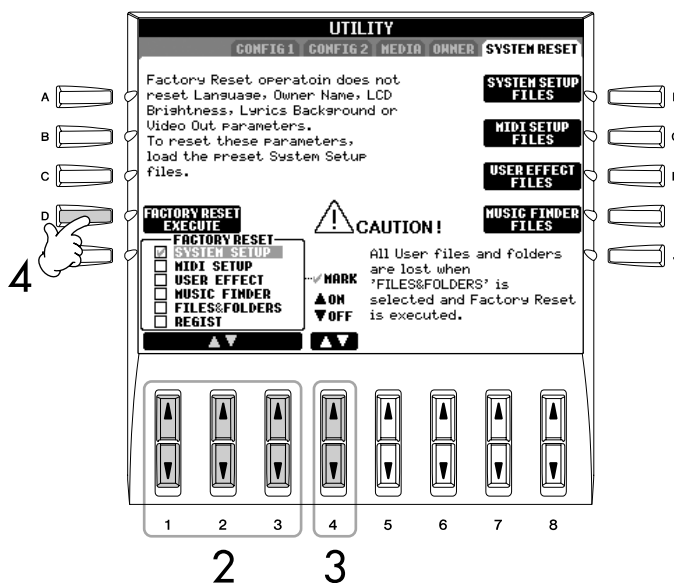 UTILITY
CONFIG 1 CONFIG 2 MEDIA OWNER SYSTEM RESET
Factory Reset operatoin does not
reset Language, Owner Name, LCD
Brightness, Lyrics Background or
Video Out parameters.
To reset these parameters,
load the preset System Setup
files.
SYSTEM SETUP
FILES
MIDI SETUP
FILES
USER EFFECT
FILES
MUSIC FINDER
FILES
A
B
C
D
4
FACTORY RESET
EXECUTE
CAUTION!
FACTORY RESET
SYSTEM SETUP
MIDI SETUP
USER EFFECT
MUSIC FINDER
FILES&FOLDERS
REGIST
MARK
▲ON
▼OFF
All User files and folders
are lost when
'FILES&FOLDERS' is
selected and Factory Reset
is executed.
1 2 3 4 5 6 7 8
2 3